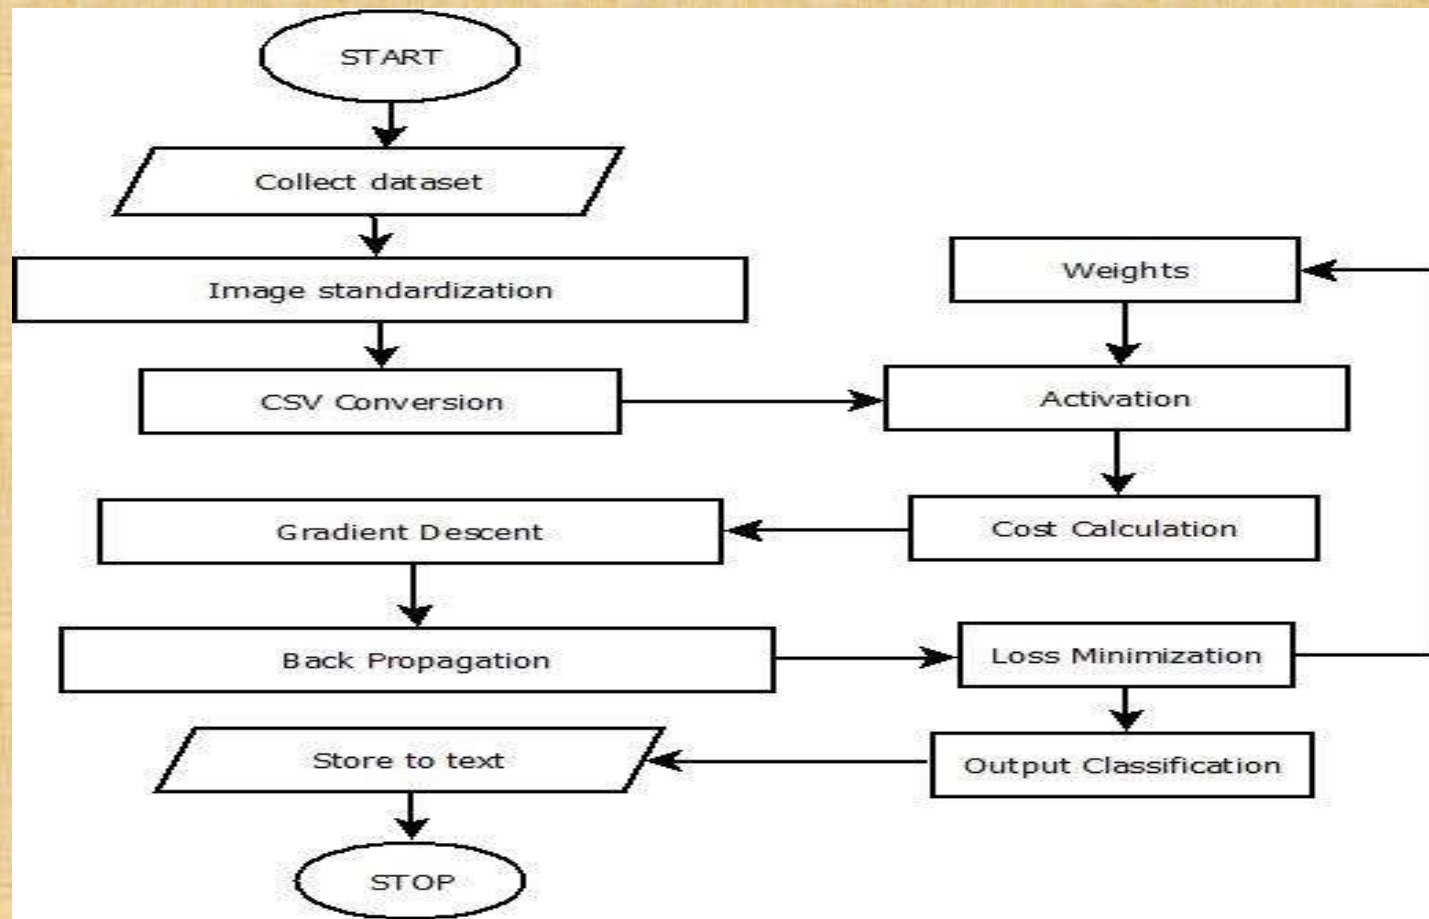 START
Collect dataset
Image standardization
Weights
CSV Conversion
Activation
Gradient Descent
Cost Calculation
Back Propagation
Loss Minimization
Store to text
Output Classification
STOP